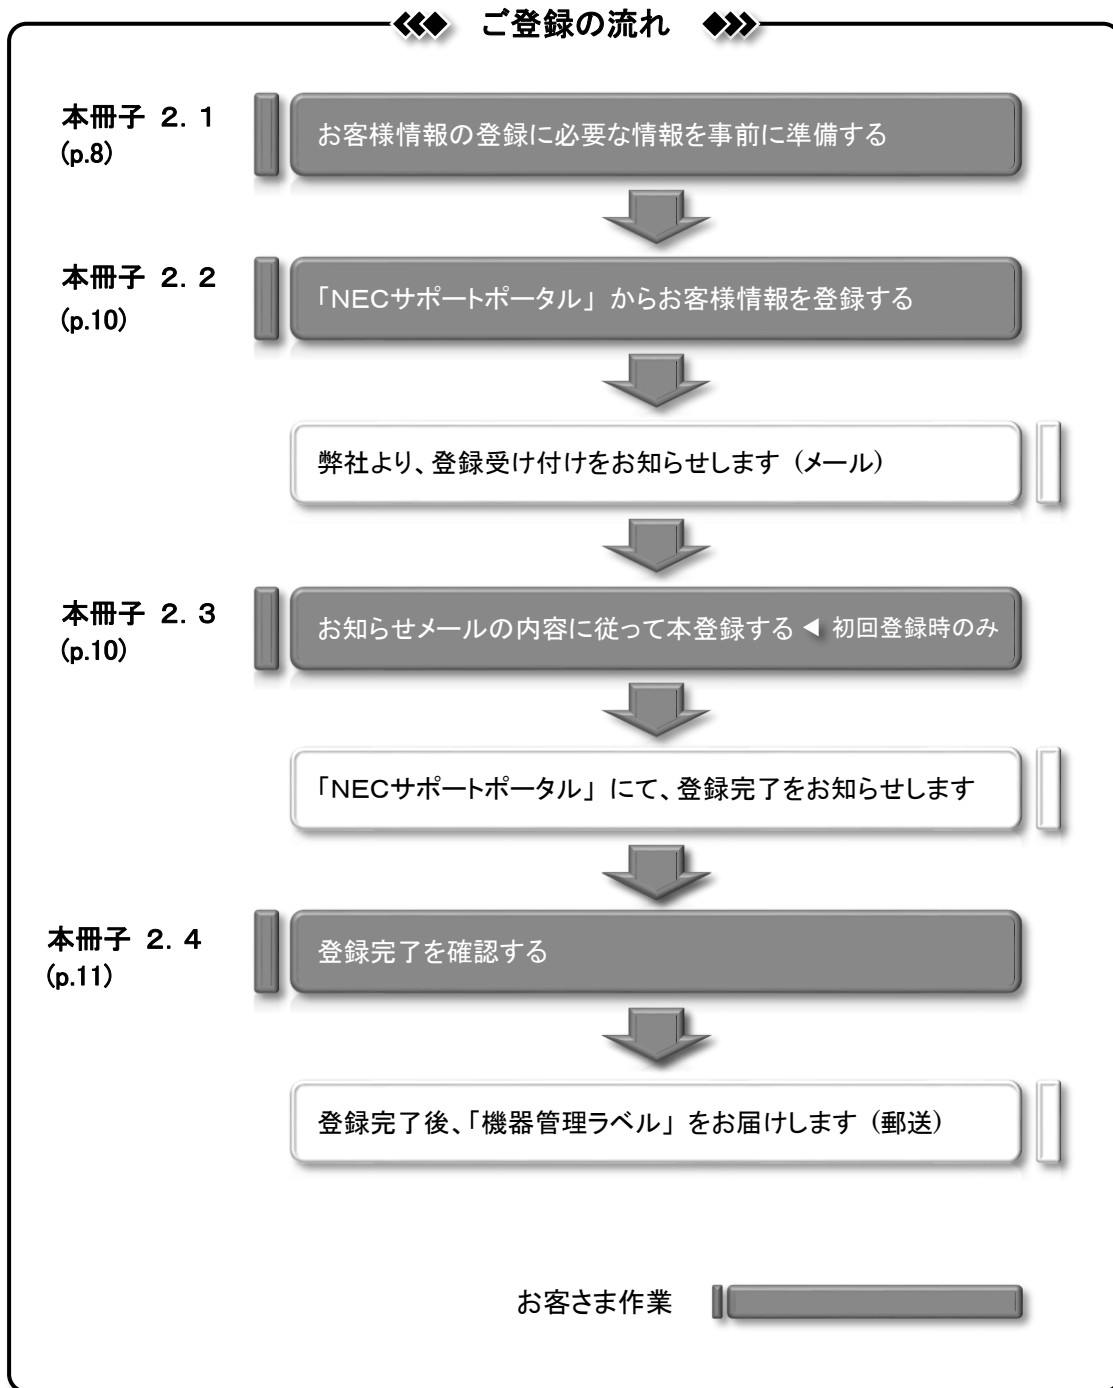 ご登録の流れ
本冊子 2.1
(p.8)
お客様情報の登録に必要な情報を事前に準備する
本冊子 2.2
(p.10)
「NECサポートポータル」 からお客様情報を登録する
弊社より、登録受け付けをお知らせします (メール)
本冊子 2.3
(p.10)
お知らせメールの内容に従って本登録する ◀ 初回登録時のみ
「NECサポートポータル」 にて、登録完了をお知らせします
本冊子 2.4
(p.11)
登録完了を確認する
登録完了後、「機器管理ラベル」 をお届けします (郵送)
お客さま作業